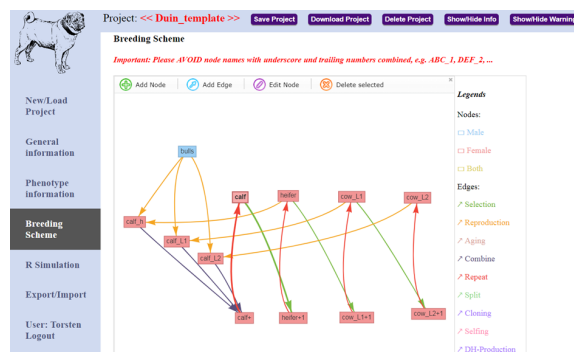 Project: << Duin_template >> Save Project Download Project Delete Project Show/Hide Info Show/Hide Warning
Breeding Scheme
Important: Please AVOID node names with underscore and trailing numbers combined, e.g. ABC_1, DEF_2, ...
Add Node Add Edge Edit Node Delete selected
New/Load
Project
General
information
Phenotype
information
Breeding
Scheme
R Simulation
Export/Import
User: Torsten
Logout
bulls
calf heifer cow_L1 cow_L2
calf_h
calf_L1
calf_L2
calf+ heifer+1 cow_L1+1 cow_L2+1
Legends
Nodes:
Male
Female
Both
Edges:
Selection
Reproduction
Aging
Combine
Repeat
Split
Cloning
Selfing
DH-Production